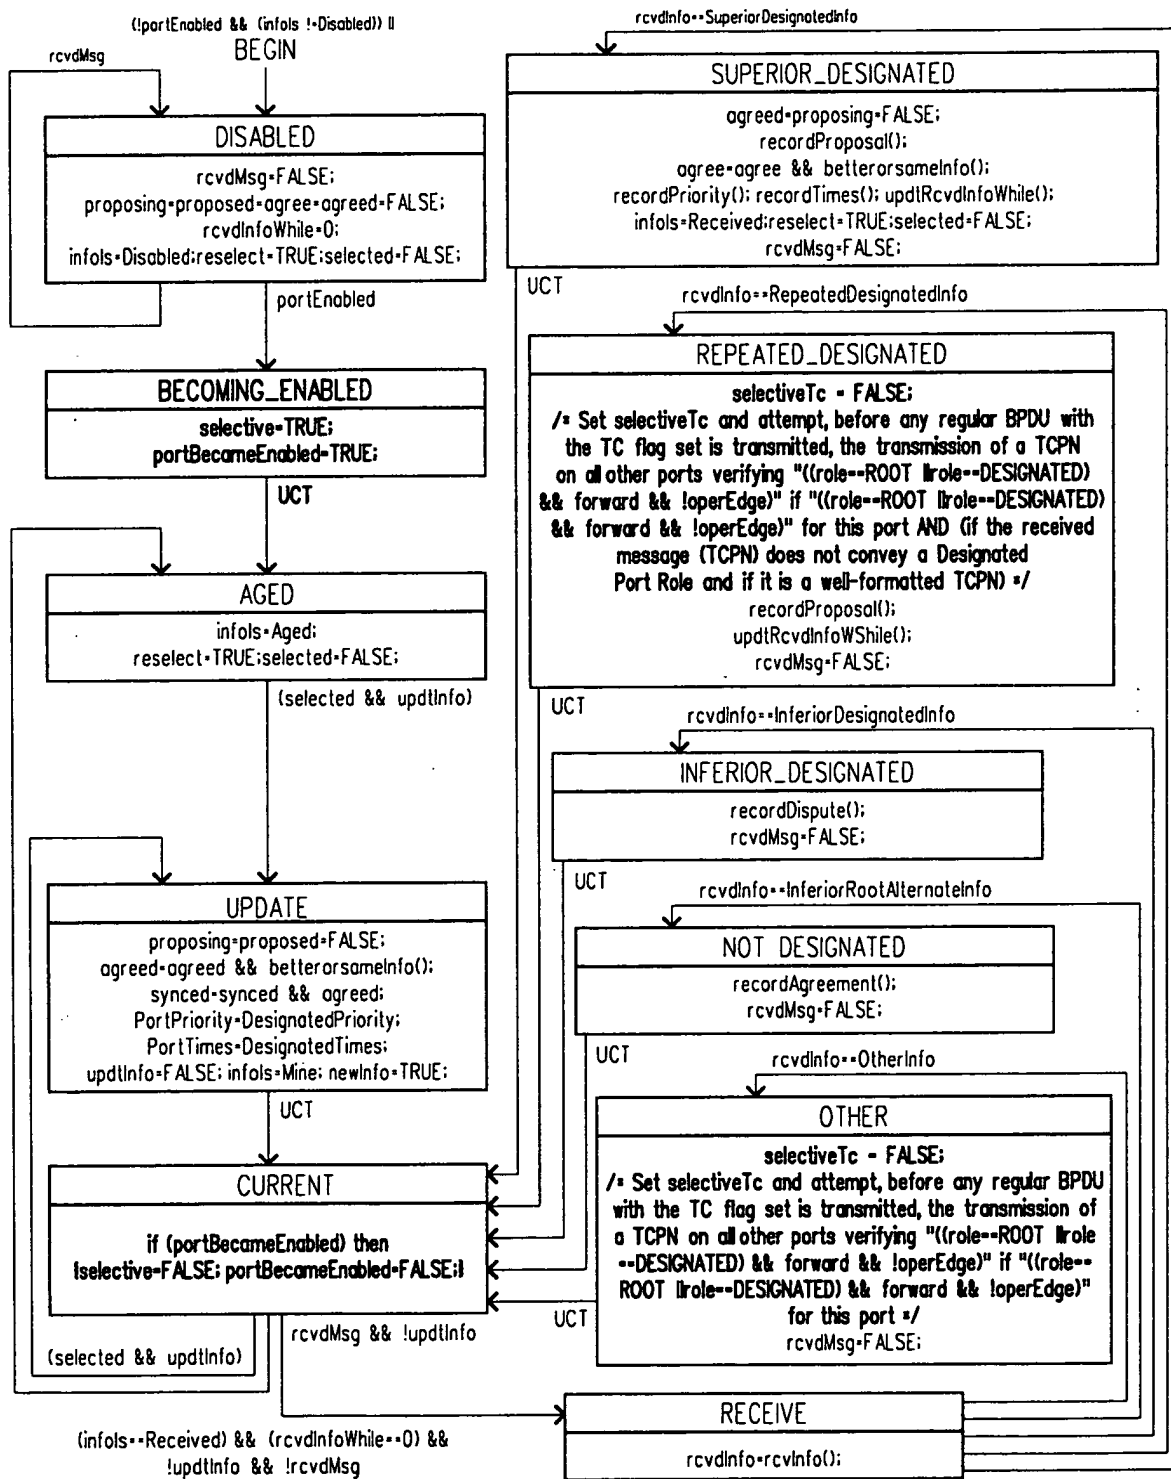 (!portEnabled && (infoIs !=Disabled)) ||
BEGIN
rcvdMsg
DISABLED
rcvdMsg=FALSE;
proposing=proposed=agree=agreed=FALSE;
rcvdInfoWhile=0;
infoIs=Disabled;reselect=TRUE;selected=FALSE;
portEnabled
BECOMING_ENABLED
selective=TRUE;
portBecameEnabled=TRUE;
UCT
AGED
infoIs=Aged;
reselect=TRUE;selected=FALSE;
(selected && updtInfo)
UPDATE
proposing=proposed=FALSE;
agreed=agreed && betterorsameInfo();
synced=synced && agreed;
PortPriority=DesignatedPriority;
PortTimes=DesignatedTimes;
updtInfo=FALSE; infoIs=Mine; newInfo=TRUE;
UCT
CURRENT
if (portBecameEnabled) then
{selective=FALSE; portBecameEnabled=FALSE;}
rcvdMsg && !updtInfo
(selected && updtInfo)
(infoIs==Received) && (rcvdInfoWhile==0) &&
!updtInfo && !rcvdMsg
rcvdInfo==SuperiorDesignatedInfo
SUPERIOR_DESIGNATED
agreed=proposing=FALSE;
recordProposal();
agree=agree && betterorsameInfo();
recordPriority(); recordTimes(); updtRcvdInfoWhile();
infoIs=Received;reselect=TRUE;selected=FALSE;
rcvdMsg=FALSE;
UCT
rcvdInfo==RepeatedDesignatedInfo
REPEATED_DESIGNATED
selectiveTc = FALSE;
/* Set selectiveTc and attempt, before any regular BPDU with
the TC flag set is transmitted, the transmission of a TCPN
on all other ports verifying "((role==ROOT ||role==DESIGNATED)
&& forward && !operEdge)" if "((role==ROOT ||role==DESIGNATED)
&& forward && !operEdge)" for this port AND (if the received
message (TCPN) does not convey a Designated
Port Role and if it is a well-formatted TCPN) */
recordProposal();
updtRcvdInfoWShile();
rcvdMsg=FALSE;
UCT
rcvdInfo==InferiorDesignatedInfo
INFERIOR_DESIGNATED
recordDispute();
rcvdMsg=FALSE;
UCT
rcvdInfo==InferiorRootAlternateInfo
NOT DESIGNATED
recordAgreement();
rcvdMsg=FALSE;
UCT
rcvdInfo==OtherInfo
OTHER
selectiveTc = FALSE;
/* Set selectiveTc and attempt, before any regular BPDU
with the TC flag set is transmitted, the transmission of
a TCPN on all other ports verifying "((role==ROOT ||role
==DESIGNATED) && forward && !operEdge)" if "((role==
ROOT ||role==DESIGNATED) && forward && !operEdge)"
for this port */
rcvdMsg=FALSE;
UCT
RECEIVE
rcvdInfo=rcvInfo();